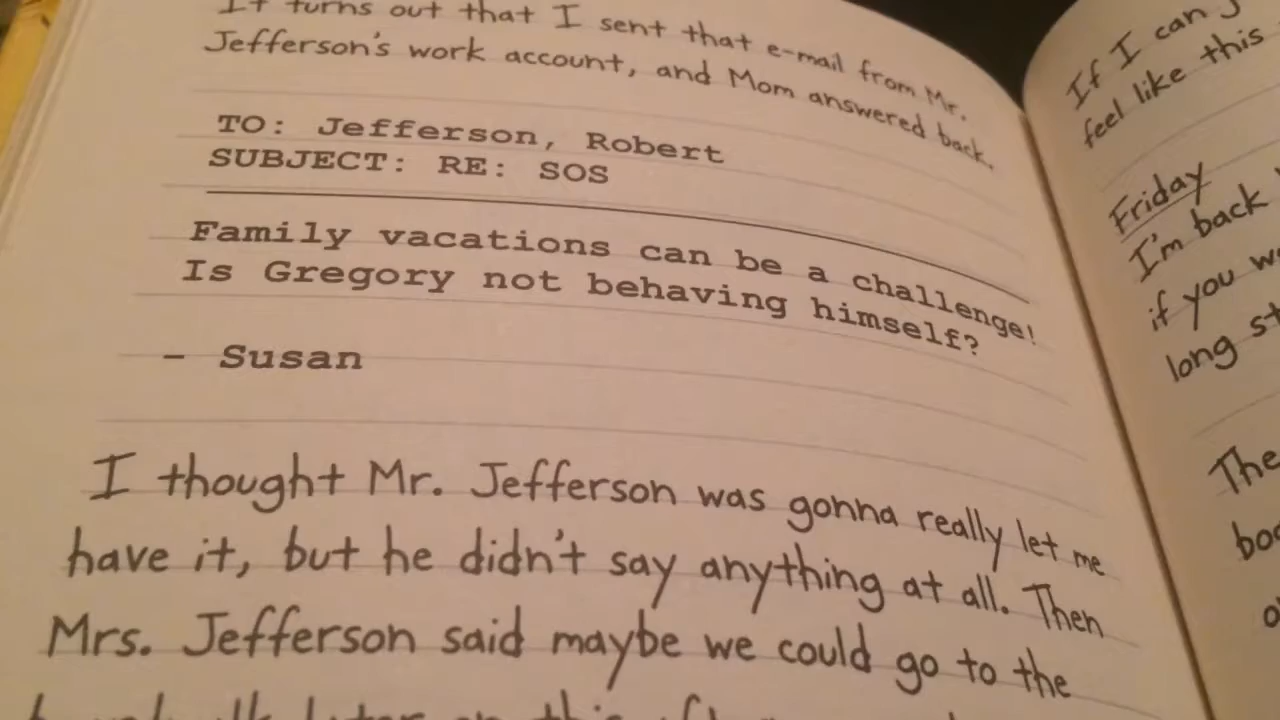 It turns out that I sent that e-mail from Mr.
Jefferson's work account, and Mom answered back.
TO: Jefferson, Robert
SUBJECT: RE: SOS
Family vacations can be a challenge!
Is Gregory not behaving himself?
- Susan
I thought Mr. Jefferson was gonna really let me
have it, but he didn't say anything at all. Then
Mrs. Jefferson said maybe we could go to the
If I can
feel like this
Friday
I'm back
if you
long
The